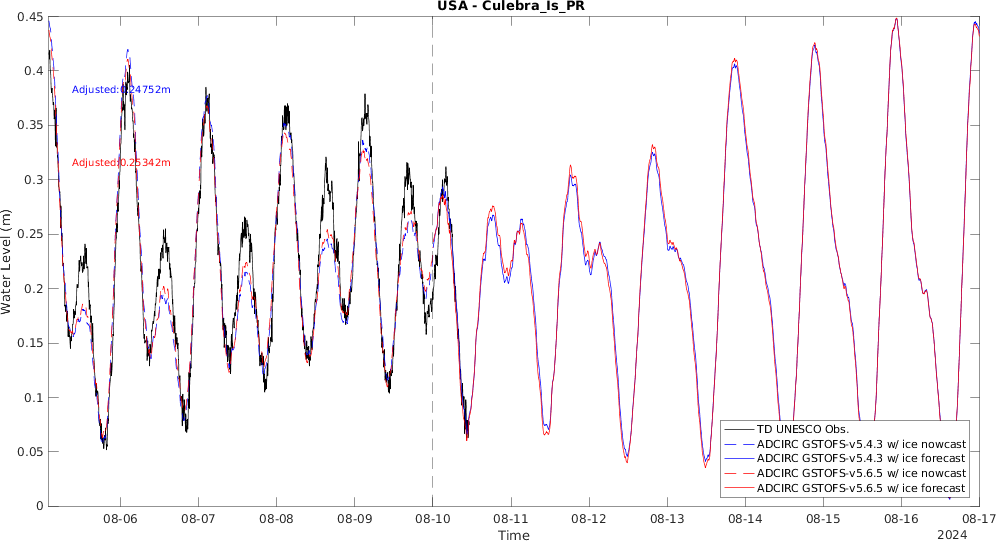 USA - Culebra_Is_PR
0.45
0.4
0.35
0.3
0.25
0.2
0.15
0.1
0.05
0
Water Level (m)
Adjusted:0.24752m
Adjusted:0.25342m
TD UNESCO Obs.
ADCIRC GSTOFS-v5.4.3 w/ ice nowcast
ADCIRC GSTOFS-v5.4.3 w/ ice forecast
ADCIRC GSTOFS-v5.6.5 w/ ice nowcast
ADCIRC GSTOFS-v5.6.5 w/ ice forecast
08-06 08-07 08-08 08-09 08-10 08-11 08-12 08-13 08-14 08-15 08-16 08-17
Time
2024